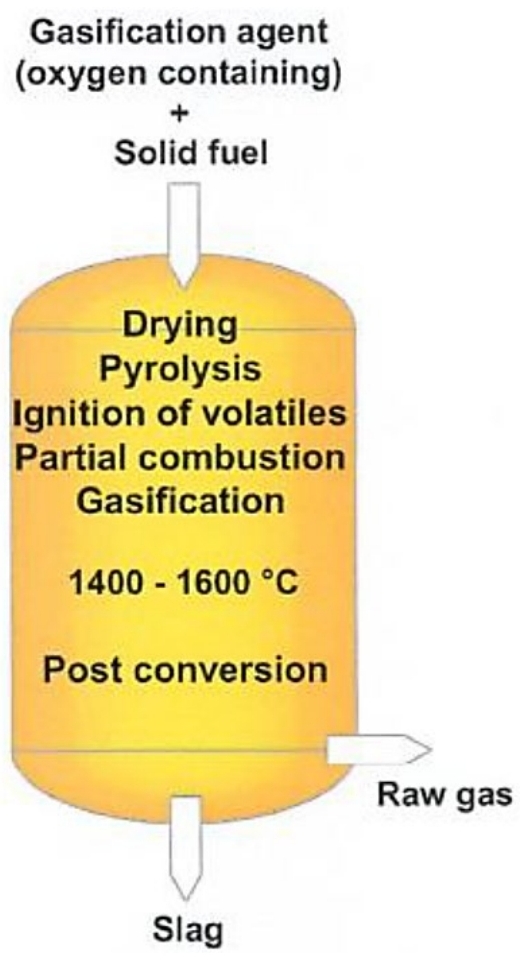 Gasification agent
(oxygen containing)
+
Solid fuel
Drying
Pyrolysis
Ignition of volatiles
Partial combustion
Gasification
1400 - 1600 °C
Post conversion
Raw gas
Slag